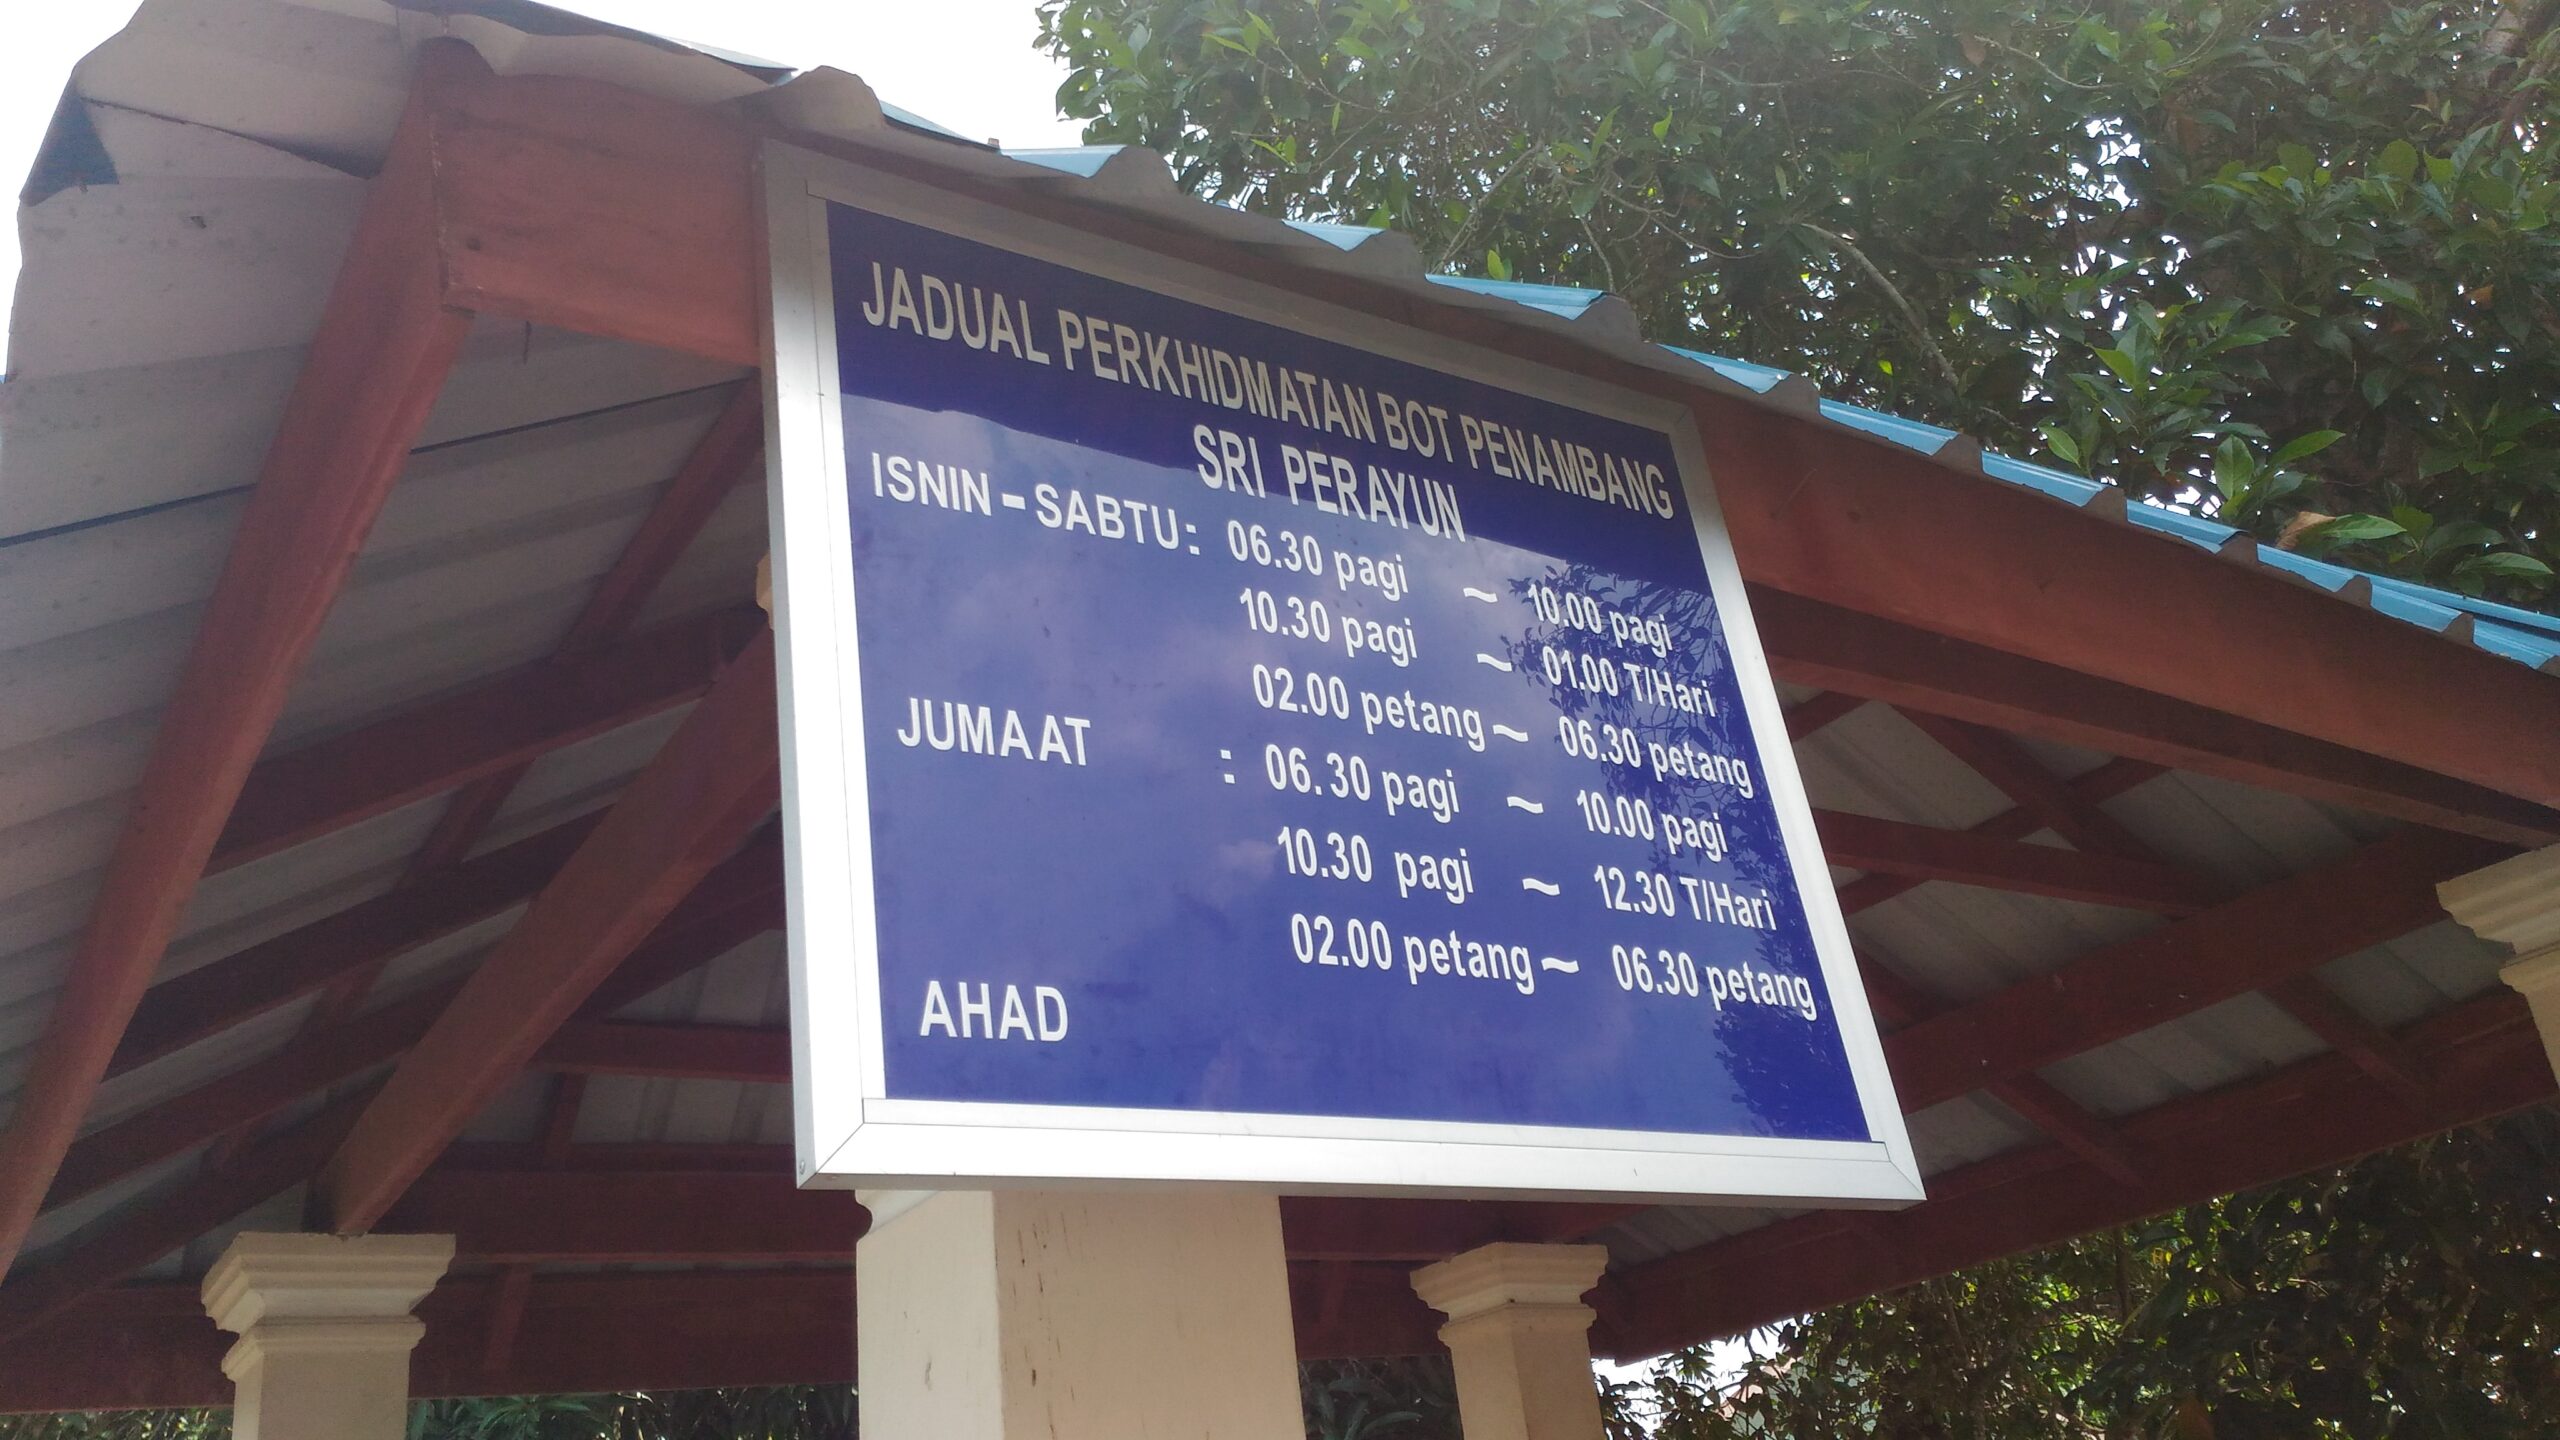 JADUAL PERKHIDMATAN BOT PENAMBANG
SRI PERAYUN
ISNIN - SABTU : 06.30 pagi ~ 10.00 pagi
10.30 pagi ~ 01.00 T/Hari
02.00 petang ~ 06.30 petang
JUMAAT : 06.30 pagi ~ 10.00 pagi
10.30 pagi ~ 12.30 T/Hari
02.00 petang ~ 06.30 petang
AHAD